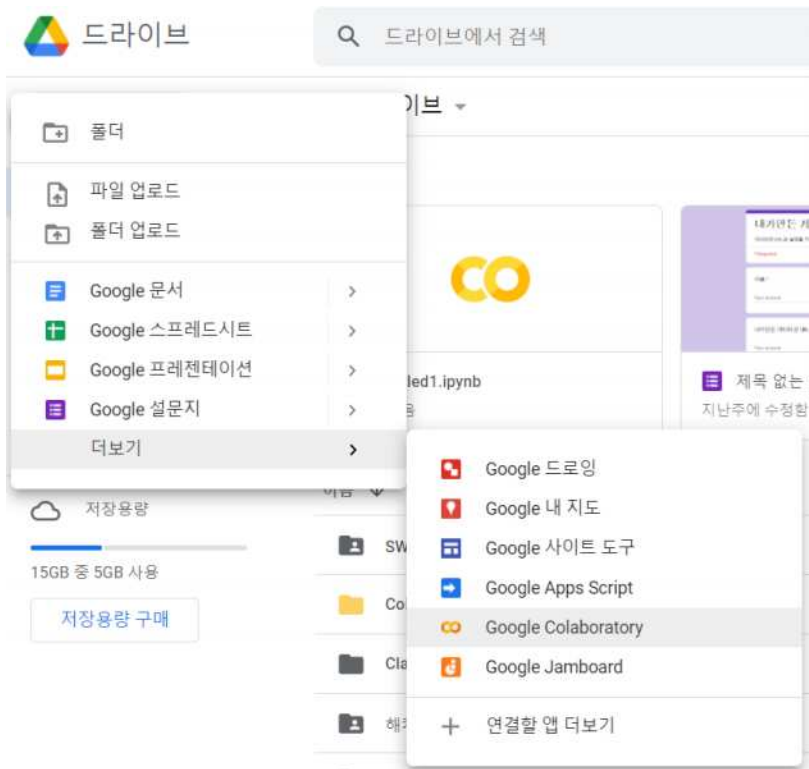 드라이브
드라이브에서 검색
이브
폴더
파일 업로드
폴더 업로드
Google 문서
Google 스프레드시트
Google 프레젠테이션
Google 설문지
더보기
led1.ipynb
제목 없는
지난주에 수정함
Google 드로잉
Google 내 지도
Google 사이트 도구
Google Apps Script
Google Colaboratory
Google Jamboard
연결할 앱 더보기
이름
저장용량
15GB 중 5GB 사용
저장용량 구매
SW
Co
Cla